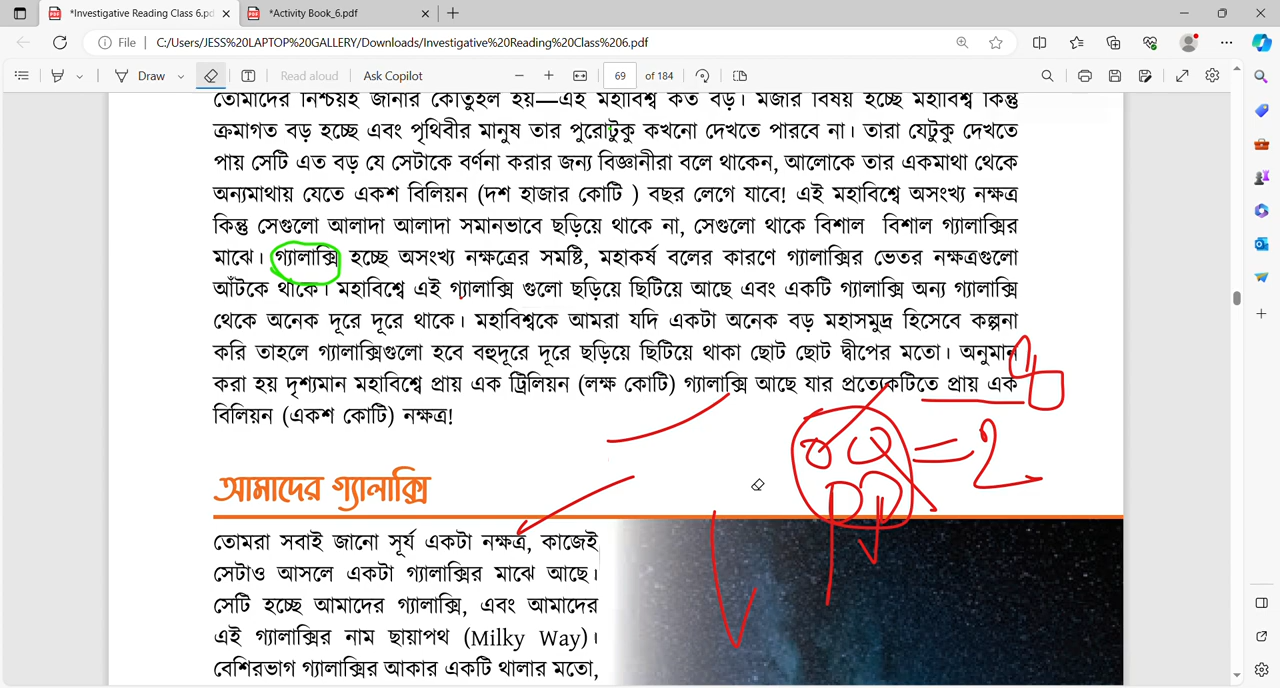 *Investigative Reading Class 6.pd
*Activity Book_6.pdf
File
C:/Users/JESS%20LAPTOP%20GALLERY/Downloads/Investigative%20Reading%20Class%206.pdf
Draw
Read aloud
Ask Copilot
69
of 184
তোমাদের নিশ্চয়ই জানার কৌতুহল হয়—এই মহাবিশ্ব কত বড়। মজার বিষয় হচ্ছে মহাবিশ্ব কিন্তু
ক্রমাগত বড় হচ্ছে এবং পৃথিবীর মানুষ তার পুরোটুকু কখনো দেখতে পারবে না। তারা যেটুকু দেখতে
পায় সেটি এত বড় যে সেটাকে বর্ণনা করার জন্য বিজ্ঞানীরা বলে থাকেন, আলোকে তার একমাথা থেকে
অন্যমাথায় যেতে একশ বিলিয়ন (দশ হাজার কোটি ) বছর লেগে যাবে! এই মহাবিশ্বে অসংখ্য নক্ষত্র
কিন্তু সেগুলো আলাদা আলাদা সমানভাবে ছড়িয়ে থাকে না, সেগুলো থাকে বিশাল বিশাল গ্যালাক্সির
মাঝে। গ্যালাক্সি হচ্ছে অসংখ্য নক্ষত্রের সমষ্টি, মহাকর্ষ বলের কারণে গ্যালাক্সির ভেতর নক্ষত্রগুলো
আঁটকে থাকে। মহাবিশ্বে এই গ্যালাক্সি গুলো ছড়িয়ে ছিটিয়ে আছে এবং একটি গ্যালাক্সি অন্য গ্যালাক্সি
থেকে অনেক দূরে দূরে থাকে। মহাবিশ্বকে আমরা যদি একটা অনেক বড় মহাসমুদ্র হিসেবে কল্পনা
করি তাহলে গ্যালাক্সিগুলো হবে বহুদূরে দূরে ছড়িয়ে ছিটিয়ে থাকা ছোট ছোট দ্বীপের মতো। অনুমান
করা হয় দৃশ্যমান মহাবিশ্বে প্রায় এক ট্রিলিয়ন (লক্ষ কোটি) গ্যালাক্সি আছে যার প্রত্যেকটিতে প্রায় এক
বিলিয়ন (একশ কোটি) নক্ষত্র!
= 2
আমাদের গ্যালাক্সি
তোমরা সবাই জানো সূর্য একটা নক্ষত্র, কাজেই
সেটাও আসলে একটা গ্যালাক্সির মাঝে আছে।
সেটি হচ্ছে আমাদের গ্যালাক্সি, এবং আমাদের
এই গ্যালাক্সির নাম ছায়াপথ (Milky Way)।
বেশিরভাগ গ্যালাক্সির আকার একটি থালার মতো,